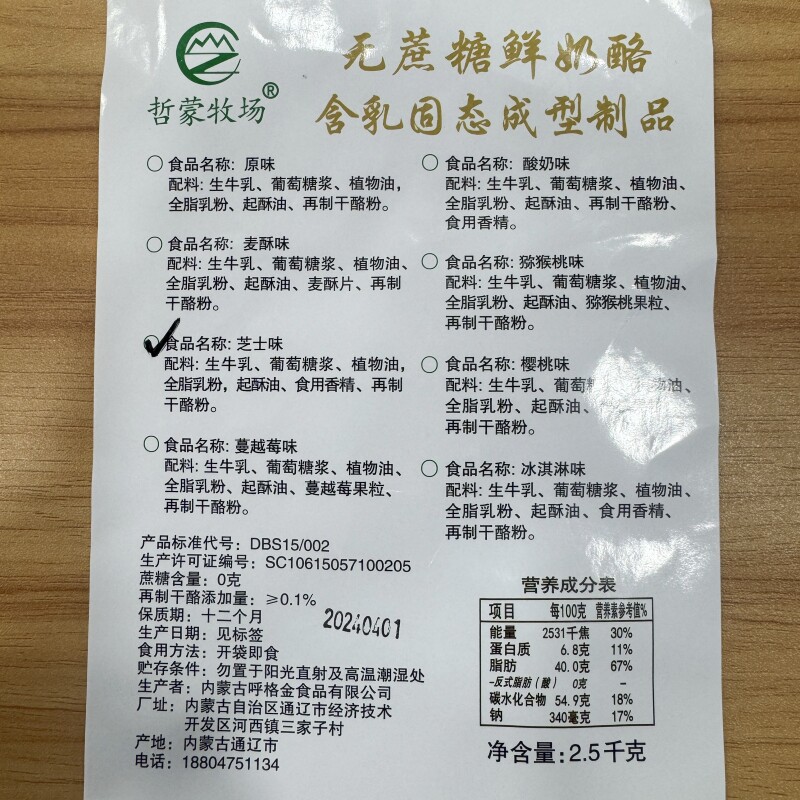 哲蒙牧场®
无蔗糖鲜奶酪
含乳固态成型制品
食品名称: 原味
配料: 生牛乳、葡萄糖浆、植物油，
全脂乳粉、起酥油、再制干酪粉。
食品名称: 麦酥味
配料: 生牛乳、葡萄糖浆、植物油、
全脂乳粉、起酥油、麦酥片、再制
干酪粉。
食品名称: 芝士味
配料: 生牛乳、葡萄糖浆、植物油，
全脂乳粉，起酥油、食用香精、再制
干酪粉。
食品名称: 蔓越莓味
配料: 生牛乳、葡萄糖浆、植物油、
全脂乳粉、起酥油、蔓越莓果粒、
再制干酪粉。
食品名称: 酸奶味
配料: 生牛乳、葡萄糖浆、植物油、
全脂乳粉、起酥油、再制干酪粉、
食用香精。
食品名称: 猕猴桃味
配料: 生牛乳、葡萄糖浆、植物油、
全脂乳粉、起酥油、猕猴桃果粒、
再制干酪粉。
食品名称: 樱桃味
配料: 生牛乳、葡萄 物油、
全脂乳粉、起酥油、
再制干酪粉。
食品名称: 冰淇淋味
配料: 生牛乳、葡萄糖浆、植物油、
全脂乳粉、起酥油、食用香精、
再制干酪粉。
产品标准代号: DBS15/002
生产许可证编号: SC10615057100205
蔗糖含量: 0克
再制干酪添加量: ≥0.1%
保质期: 十二个月
20240401
生产日期: 见标签
食用方法: 开袋即食
贮存条件: 勿置于阳光直射及高温潮湿处
生产者: 内蒙古呼格金食品有限公司
厂址: 内蒙古自治区通辽市经济技术
开发区河西镇三家子村
产地: 内蒙古通辽市
电话: 18804751134
营养成分表
项目 每100克 营养素参考值%
能量 2531千焦 30%
蛋白质 6.8克 11%
脂肪 40.0克 67%
-反式脂肪（酸） 0克 -
碳水化合物 54.9克 18%
钠 340毫克 17%
净含量: 2.5千克